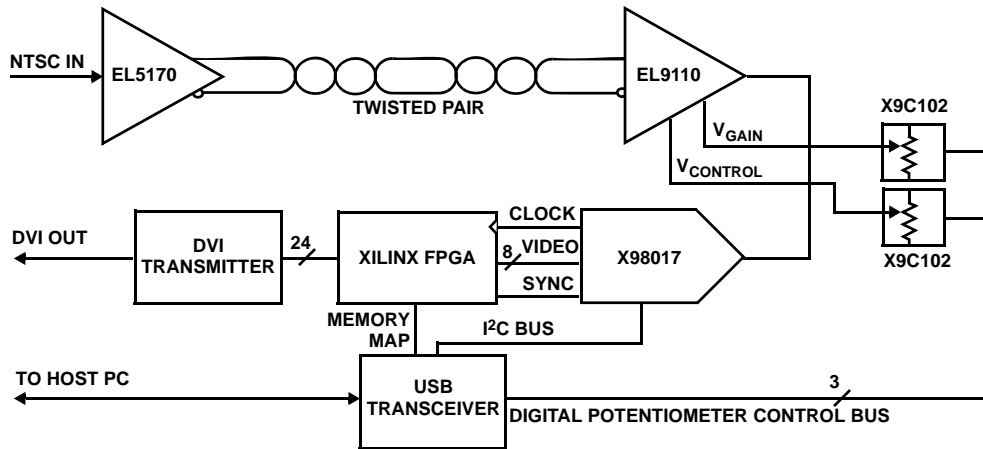 NTSC IN
EL5170
TWISTED PAIR
EL9110
X9C102
VGAIN
VCONTROL
X9C102
DVI OUT
DVI
TRANSMITTER
24
XILINX FPGA
CLOCK
8 VIDEO
SYNC
X98017
MEMORY
MAP
I²C BUS
TO HOST PC
USB
TRANSCEIVER
3
DIGITAL POTENTIOMETER CONTROL BUS